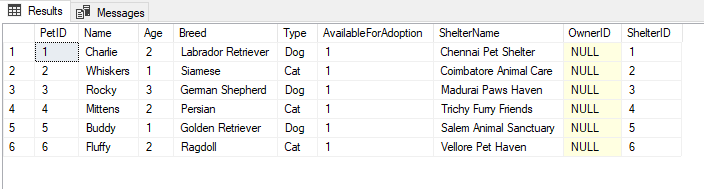 Results Messages
PetID Name Age Breed Type AvailableForAdoption ShelterName OwnerID ShelterID
1 1 Charlie 2 Labrador Retriever Dog 1 Chennai Pet Shelter NULL 1
2 2 Whiskers 1 Siamese Cat 1 Coimbatore Animal Care NULL 2
3 3 Rocky 3 German Shepherd Dog 1 Madurai Paws Haven NULL 3
4 4 Mittens 2 Persian Cat 1 Trichy Furry Friends NULL 4
5 5 Buddy 1 Golden Retriever Dog 1 Salem Animal Sanctuary NULL 5
6 6 Fluffy 2 Ragdoll Cat 1 Vellore Pet Haven NULL 6